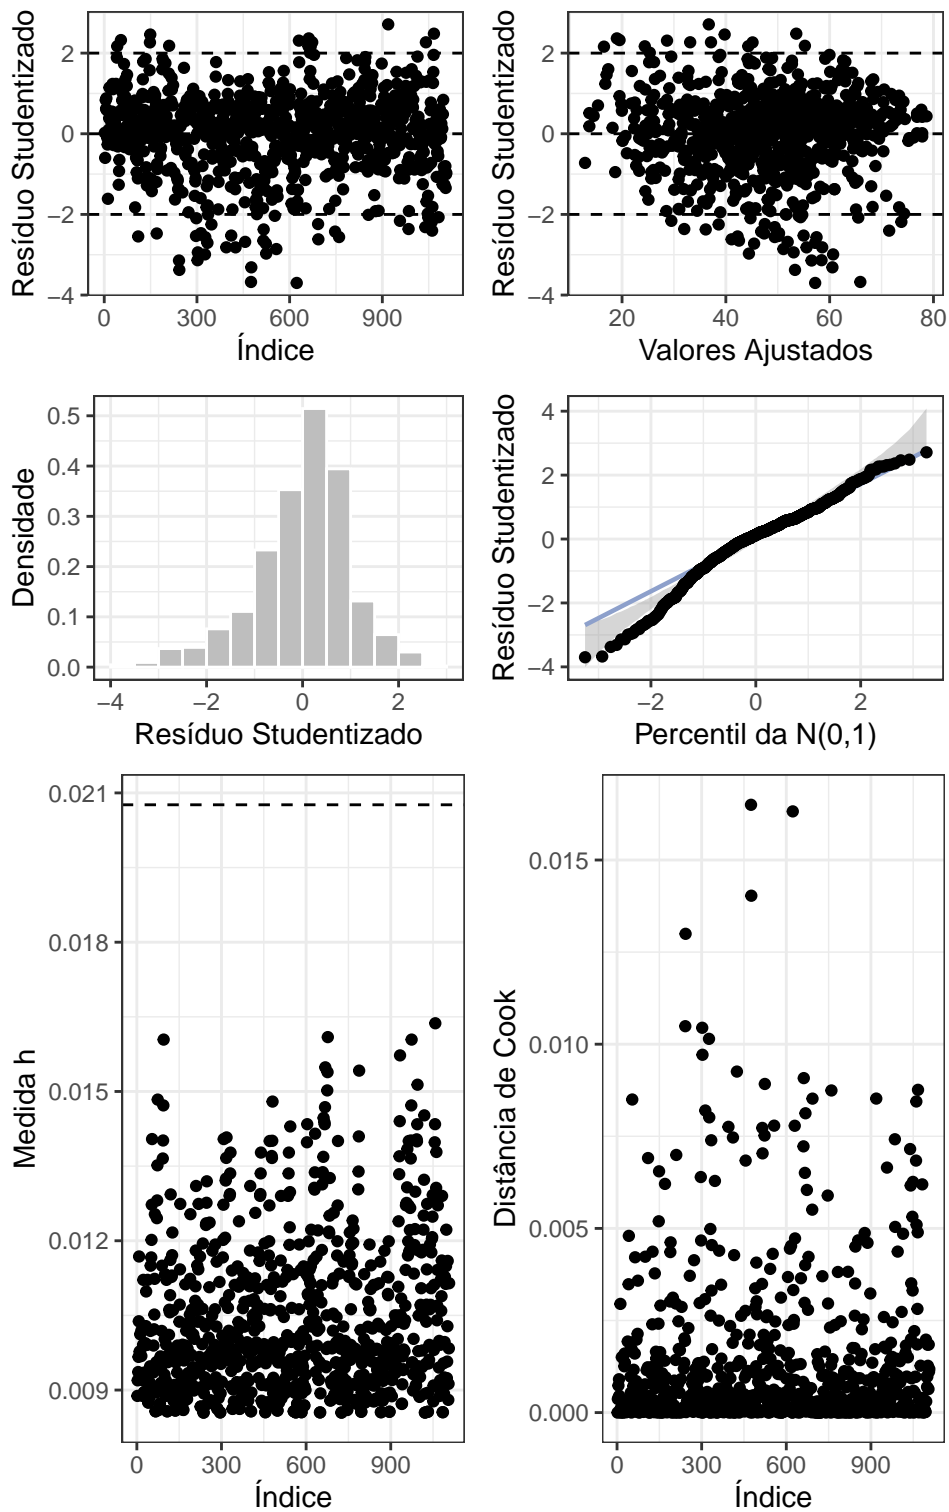 Resíduo Studentizado
2
0
−2
−4
0 300 600 900
Índice
Resíduo Studentizado
2
0
−2
−4
20 40 60 80
Valores Ajustados
Densidade
0.5
0.4
0.3
0.2
0.1
0.0
−4 −2 0 2
Resíduo Studentizado
Resíduo Studentizado
4
2
0
−2
−4
−2 0 2
Percentil da N(0,1)
Medida h
0.021
0.018
0.015
0.012
0.009
0 300 600 900
Índice
Distância de Cook
0.015
0.010
0.005
0.000
0 300 600 900
Índice